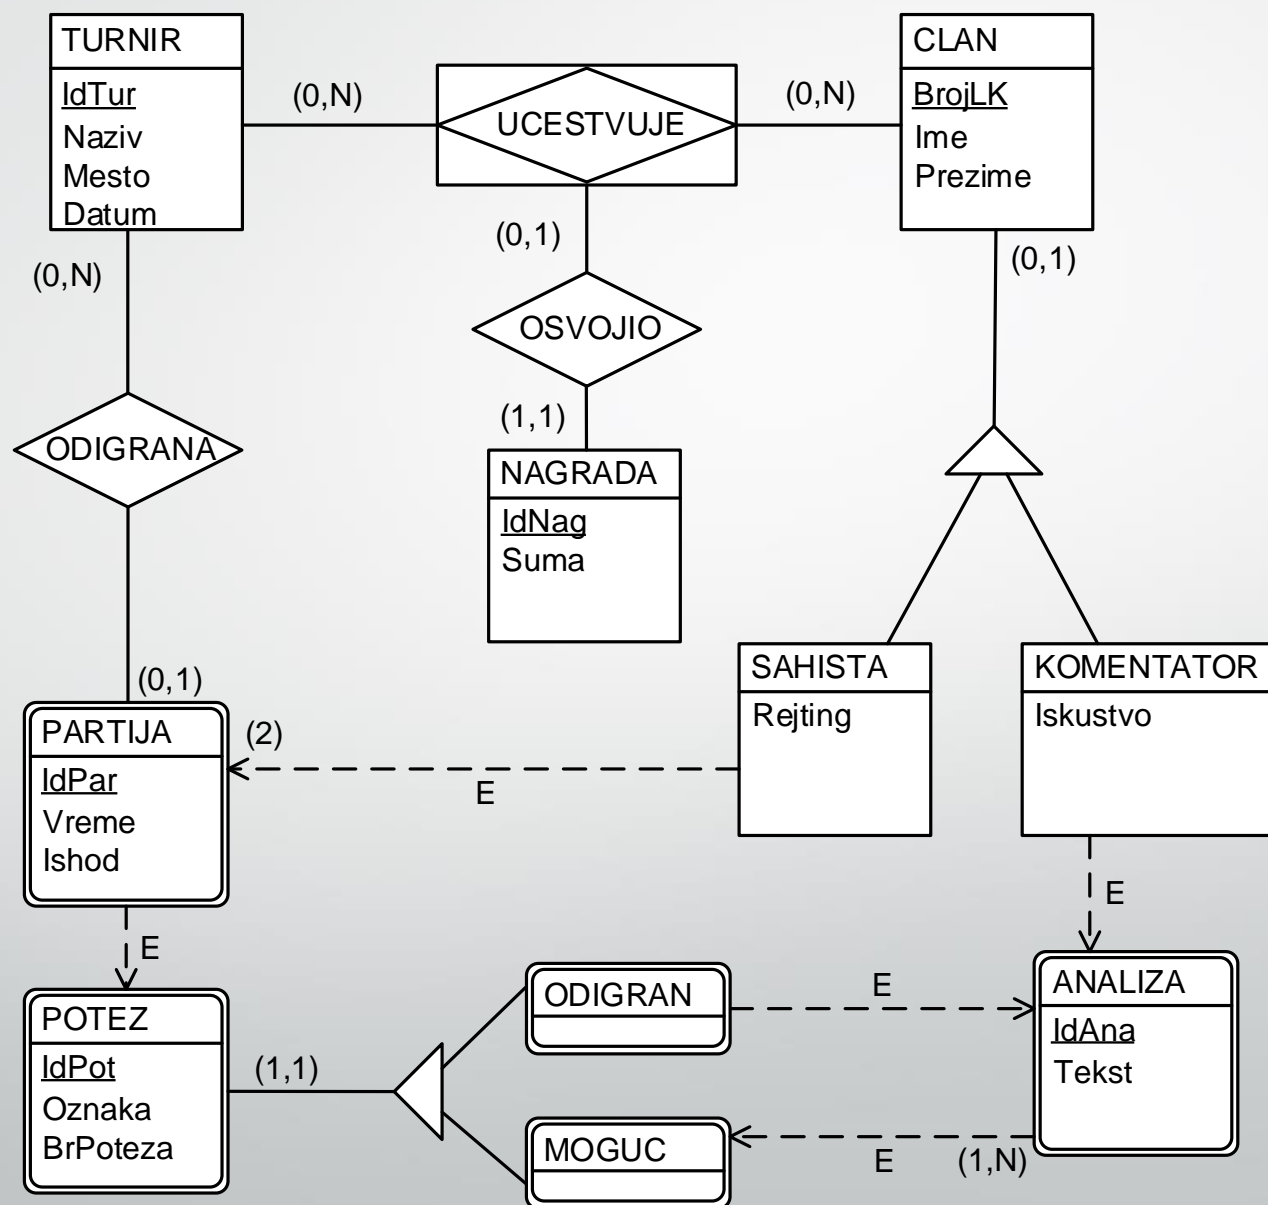 TURNIR
IdTur
Naziv
Mesto
Datum
(0,N)
UCESTVUJE
(0,N)
CLAN
BrojLK
Ime
Prezime
(0,N)
(0,1)
(0,1)
OSVOJIO
(1,1)
ODIGRANA
NAGRADA
IdNag
Suma
(0,1)
PARTIJA
IdPar
Vreme
Ishod
(2)
E
SAHISTA
Rejting
KOMENTATOR
Iskustvo
E
E
POTEZ
IdPot
Oznaka
BrPoteza
(1,1)
ODIGRAN
E
ANALIZA
IdAna
Tekst
MOGUC
E
(1,N)